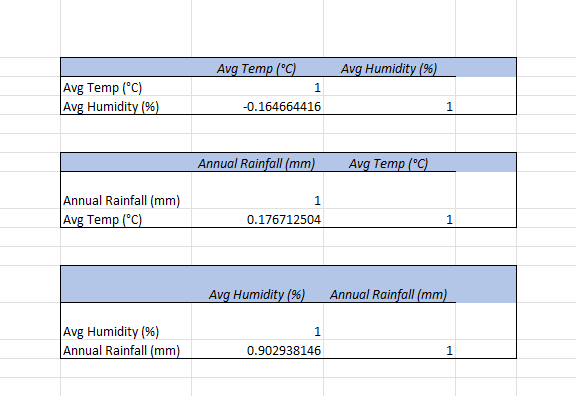 Avg Temp (°C) Avg Humidity (%)
Avg Temp (°C) 1
Avg Humidity (%) -0.164664416 1
Annual Rainfall (mm) Avg Temp (°C)
Annual Rainfall (mm) 1
Avg Temp (°C) 0.176712504 1
Avg Humidity (%) Annual Rainfall (mm)
Avg Humidity (%) 1
Annual Rainfall (mm) 0.902938146 1